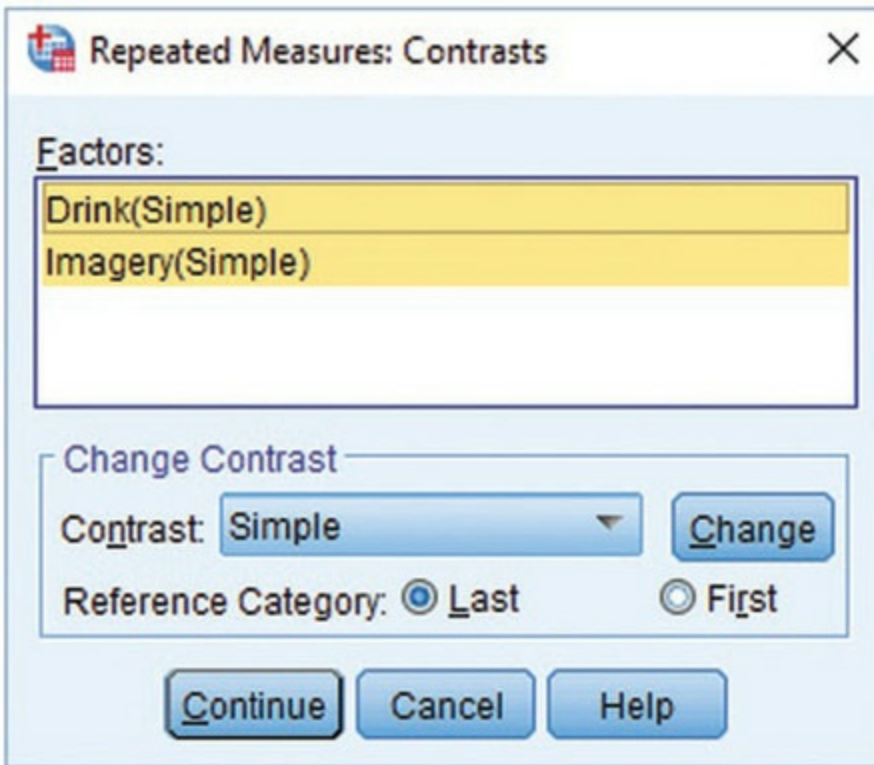 Repeated Measures: Contrasts
Factors:
Drink(Simple)
Imagery(Simple)
Change Contrast
Contrast: Simple Change
Reference Category: Last First
Continue Cancel Help